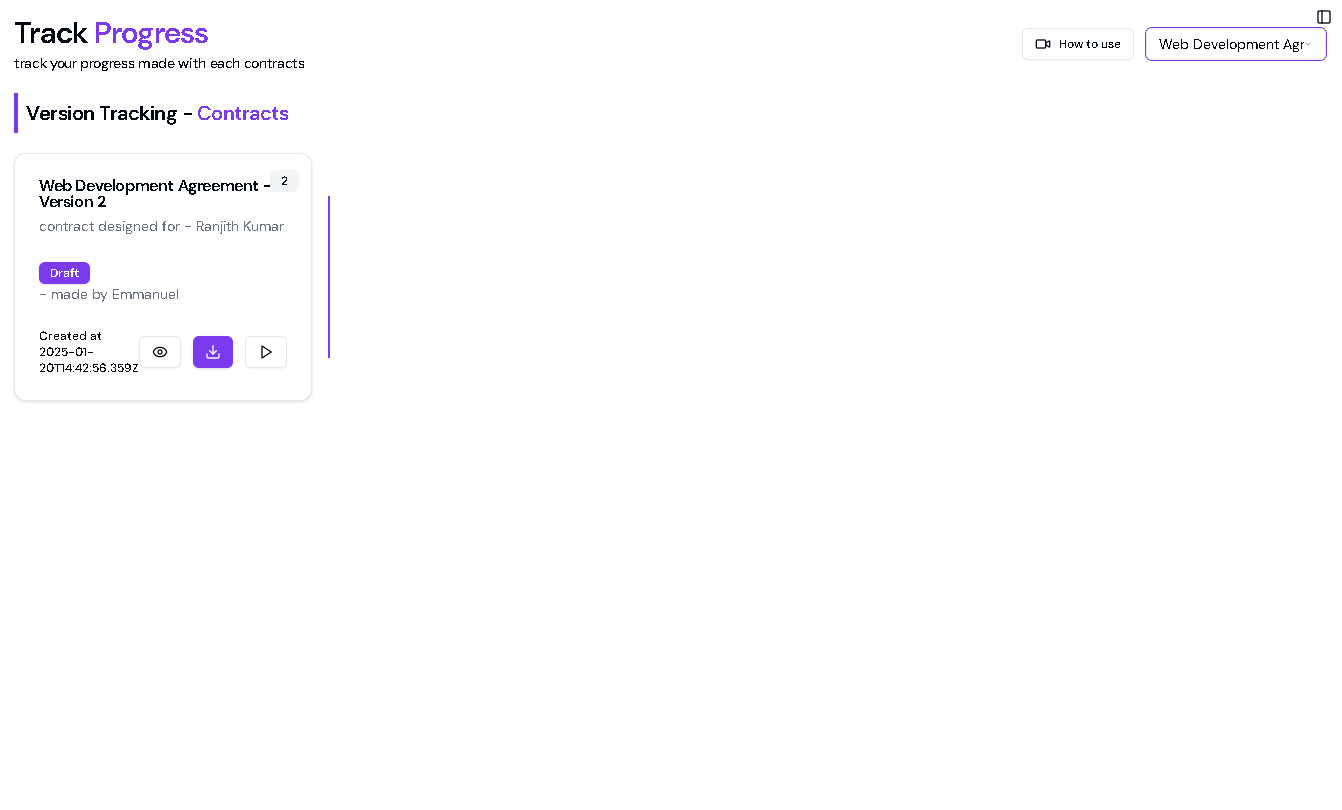 Track Progress
track your progress made with each contracts
How to use
Web Development Agr
Version Tracking - Contracts
Web Development Agreement -
Version 2
2
contract designed for - Ranjith Kumar
Draft
- made by Emmanuel
Created at
2025-01-
20T14:42:56.359Z